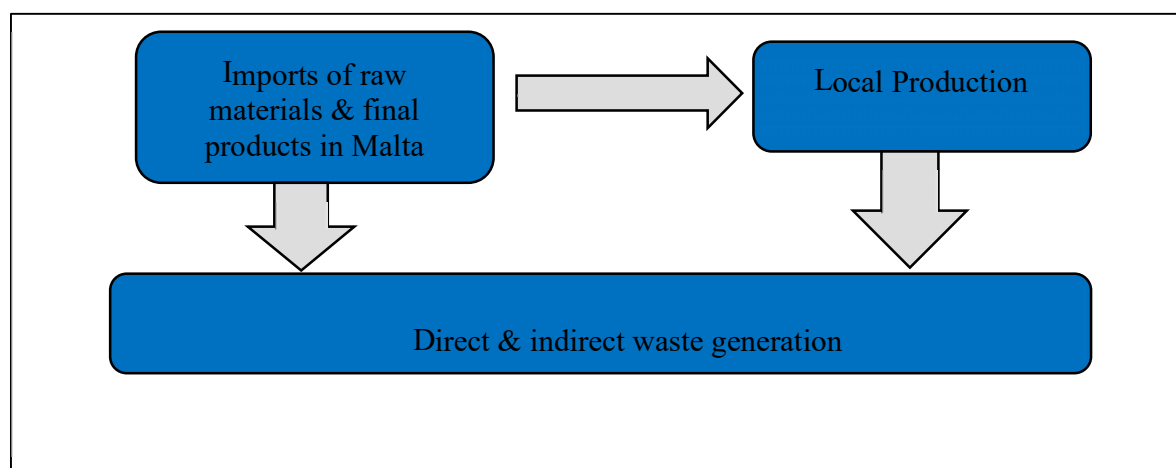 Imports of raw
materials & final
products in Malta
Local Production
Direct & indirect waste generation